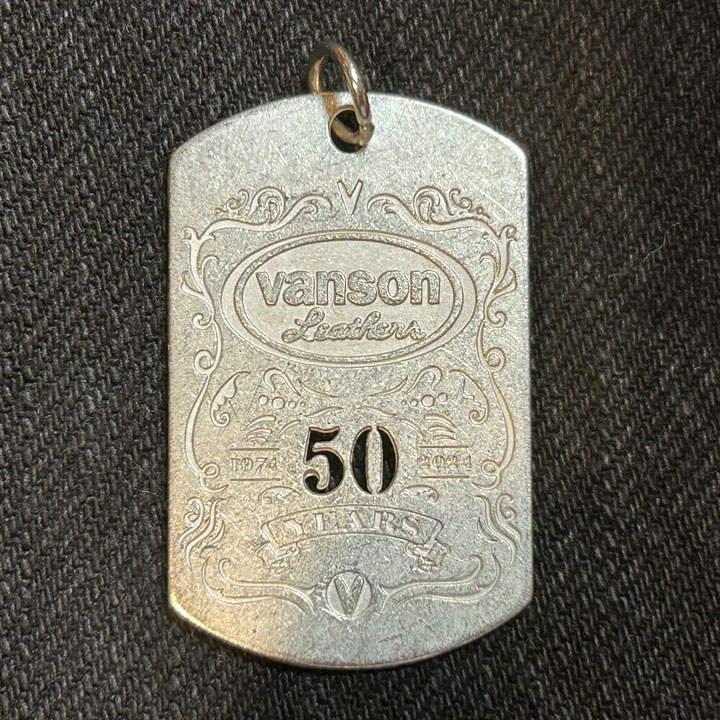 V
vanson
Leathers
1974 50 2024
YEARS
V